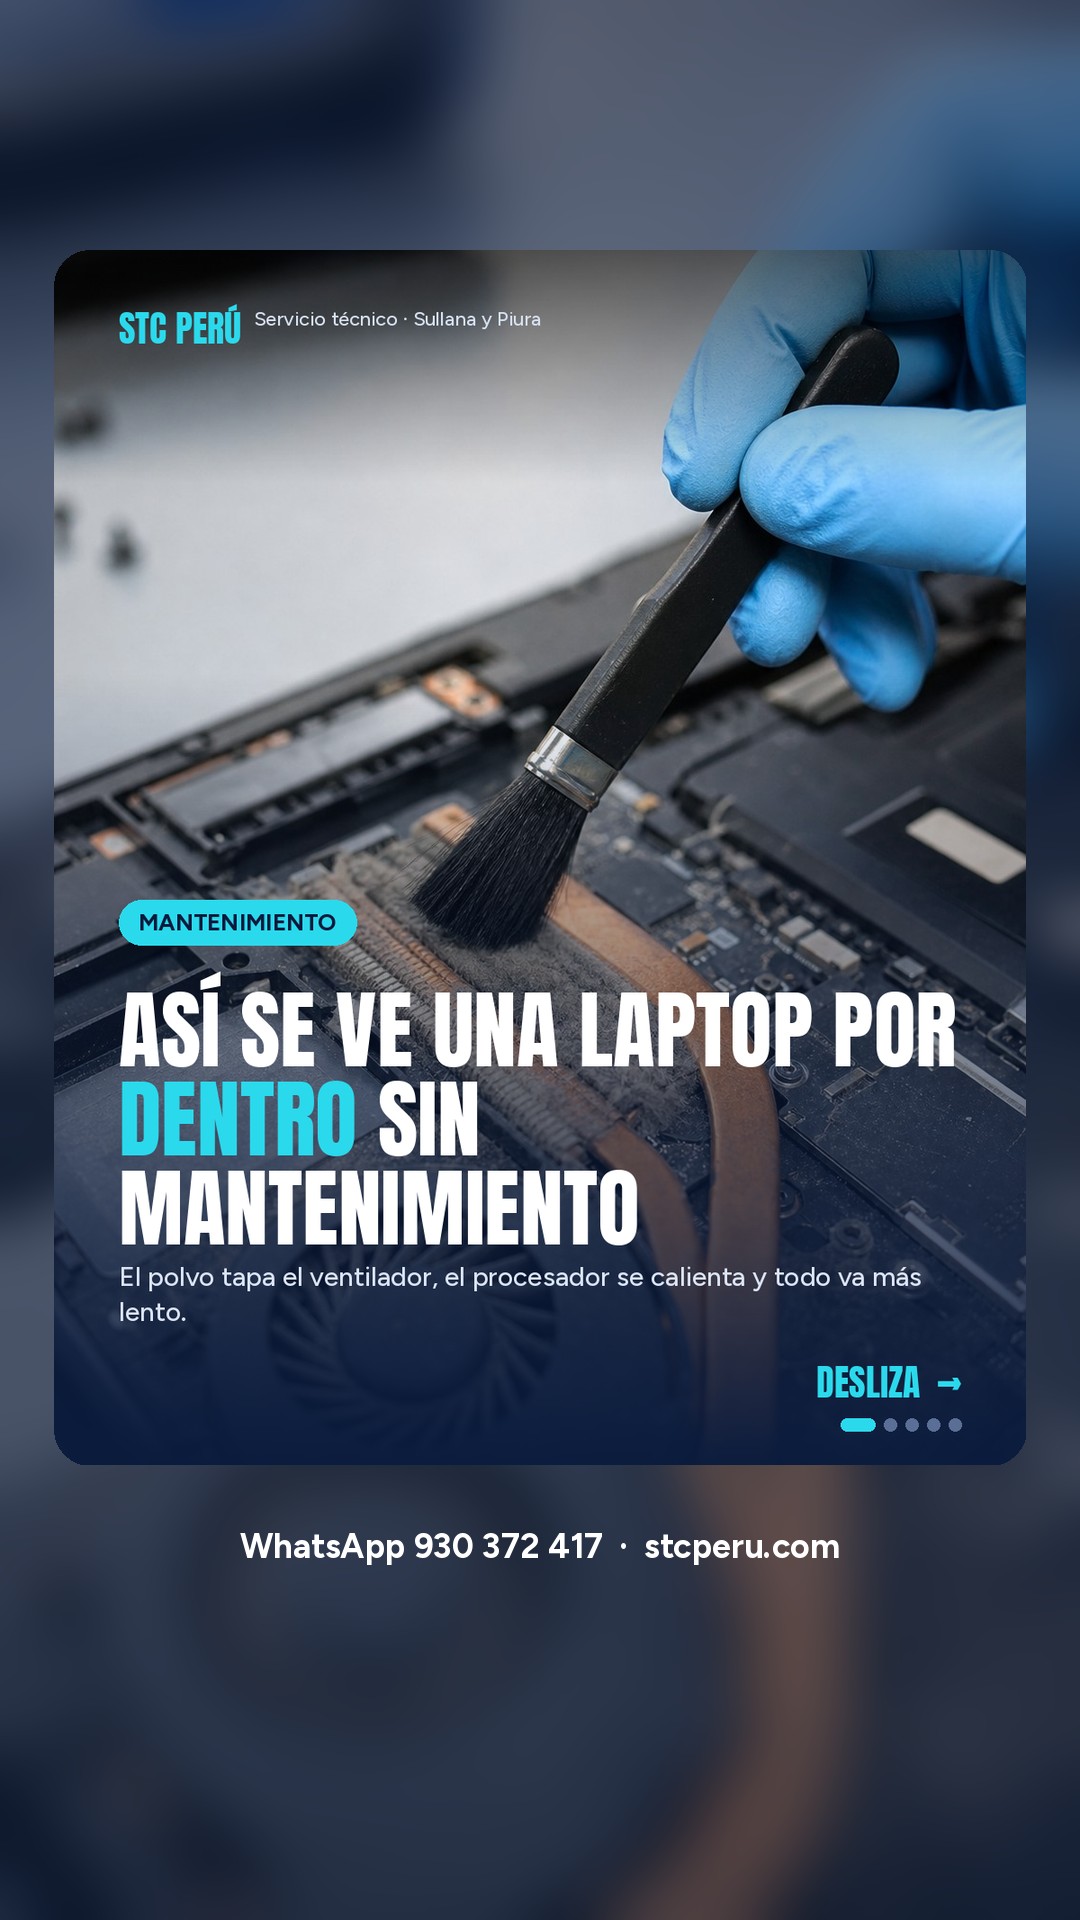 STC PERÚ Servicio técnico · Sullana y Piura
MANTENIMIENTO
ASÍ SE VE UNA LAPTOP POR
DENTRO SIN
MANTENIMIENTO
El polvo tapa el ventilador, el procesador se calienta y todo va más
lento.
DESLIZA →
WhatsApp 930 372 417 · stcperu.com